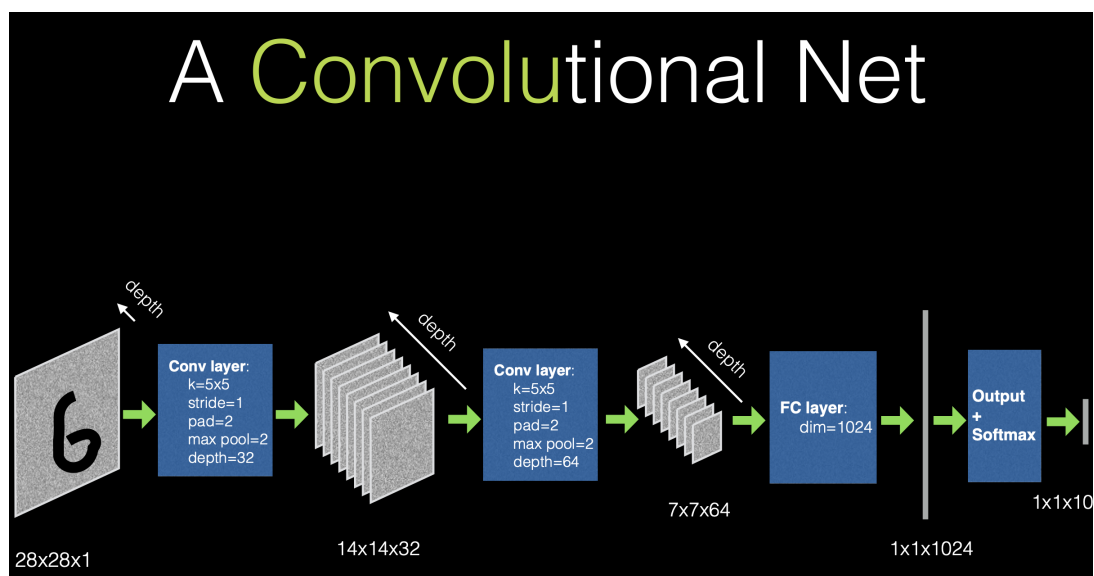 A Convolutional Net
depth
Conv layer:
k=5x5
stride=1
pad=2
max pool=2
depth=32
depth
Conv layer:
k=5x5
stride=1
pad=2
max pool=2
depth=64
depth
FC layer:
dim=1024
Output
+
Softmax
28x28x1
14x14x32
7x7x64
1x1x1024
1x1x10
6